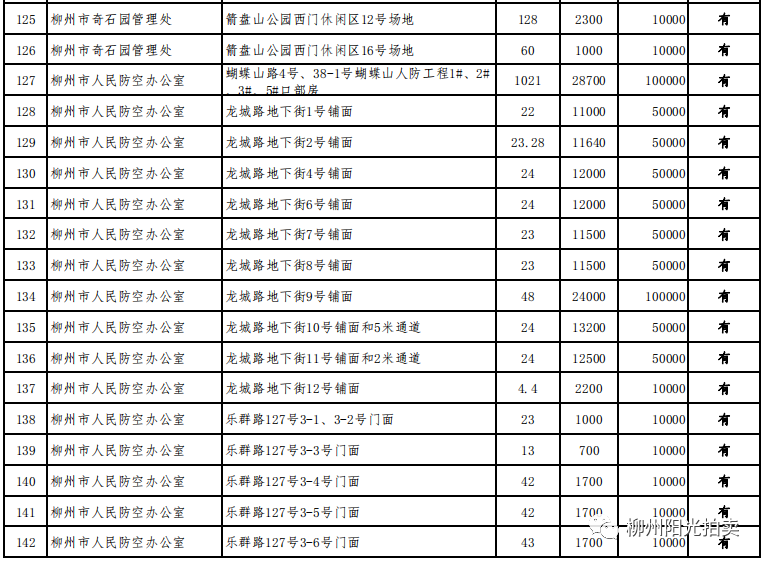 125 柳州市奇石园管理处 箭盘山公园西门休闲区12号场地 128 2300 10000 有
126 柳州市奇石园管理处 箭盘山公园西门休闲区16号场地 60 1000 10000 有
127 柳州市人民防空办公室 蝴蝶山路4号、38-1号蝴蝶山人防工程1#、2#、3#、5#口部房 1021 28700 100000 有
128 柳州市人民防空办公室 龙城路地下街1号铺面 22 11000 50000 有
129 柳州市人民防空办公室 龙城路地下街2号铺面 23.28 11640 50000 有
130 柳州市人民防空办公室 龙城路地下街4号铺面 24 12000 50000 有
131 柳州市人民防空办公室 龙城路地下街6号铺面 24 12000 50000 有
132 柳州市人民防空办公室 龙城路地下街7号铺面 23 11500 50000 有
133 柳州市人民防空办公室 龙城路地下街8号铺面 23 11500 50000 有
134 柳州市人民防空办公室 龙城路地下街9号铺面 48 24000 100000 有
135 柳州市人民防空办公室 龙城路地下街10号铺面和5米通道 24 13200 50000 有
136 柳州市人民防空办公室 龙城路地下街11号铺面和2米通道 24 12500 50000 有
137 柳州市人民防空办公室 龙城路地下街12号铺面 4.4 2200 10000 有
138 柳州市人民防空办公室 乐群路127号3-1、3-2号门面 23 1000 10000 有
139 柳州市人民防空办公室 乐群路127号3-3号门面 13 700 10000 有
140 柳州市人民防空办公室 乐群路127号3-4号门面 42 1700 10000 有
141 柳州市人民防空办公室 乐群路127号3-5号门面 42 1700 10000 有
142 柳州市人民防空办公室 乐群路127号3-6号门面 43 1700 10000 有
柳州阳光拍卖